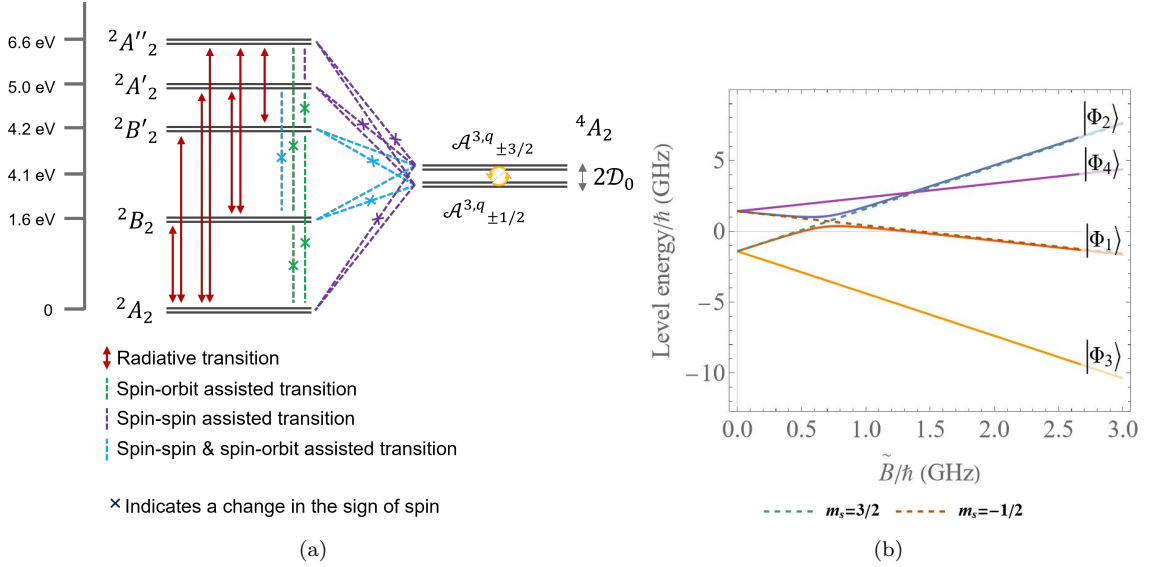 6.6 eV
5.0 eV
4.2 eV
4.1 eV
1.6 eV
0
²A''₂
²A'₂
²B'₂
²B₂
²A₂
𝒜³,q ±3/2
𝒜³,q ±1/2
⁴A₂
2𝒟₀
Radiative transition
Spin-orbit assisted transition
Spin-spin assisted transition
Spin-spin & spin-orbit assisted transition
× Indicates a change in the sign of spin
(a)
Level energy/ℏ (GHz)
5
0
−5
−10
|Φ₂⟩
|Φ₄⟩
|Φ₁⟩
|Φ₃⟩
0.0 0.5 1.0 1.5 2.0 2.5 3.0
B̃/ℏ (GHz)
mₛ=3/2 mₛ=−1/2
(b)